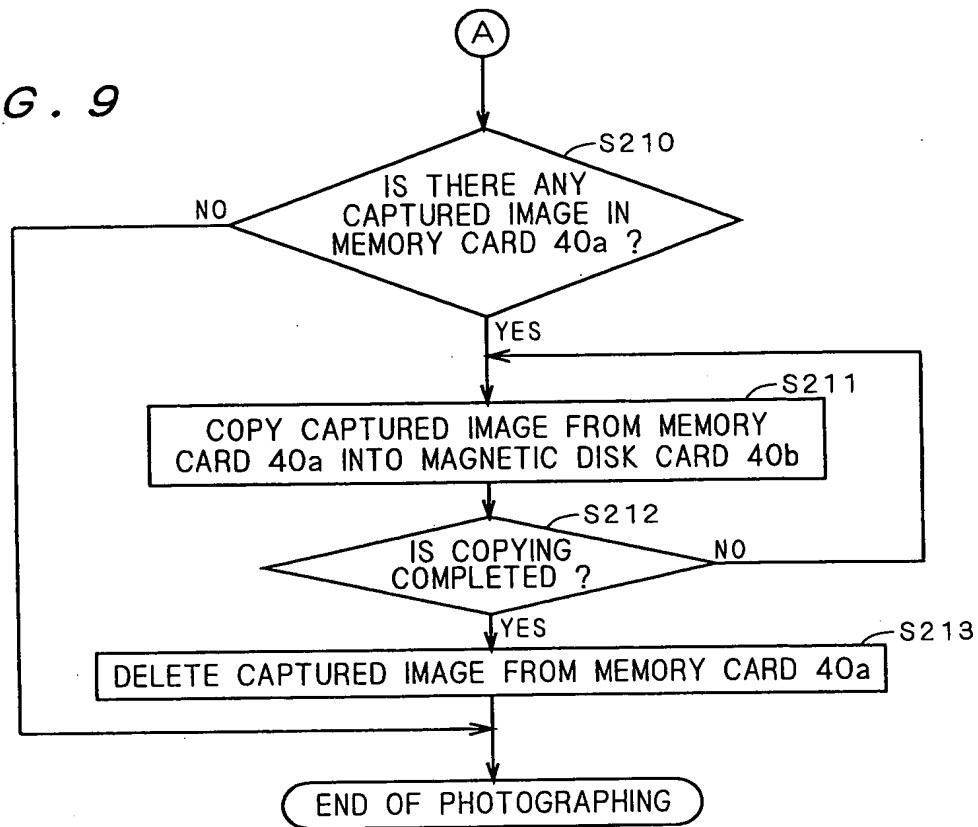 A
G. 9
S210
IS THERE ANY
CAPTURED IMAGE IN
MEMORY CARD 40a ?
NO
YES
S211
COPY CAPTURED IMAGE FROM MEMORY
CARD 40a INTO MAGNETIC DISK CARD 40b
S212
IS COPYING
COMPLETED ?
NO
YES
S213
DELETE CAPTURED IMAGE FROM MEMORY CARD 40a
END OF PHOTOGRAPHING